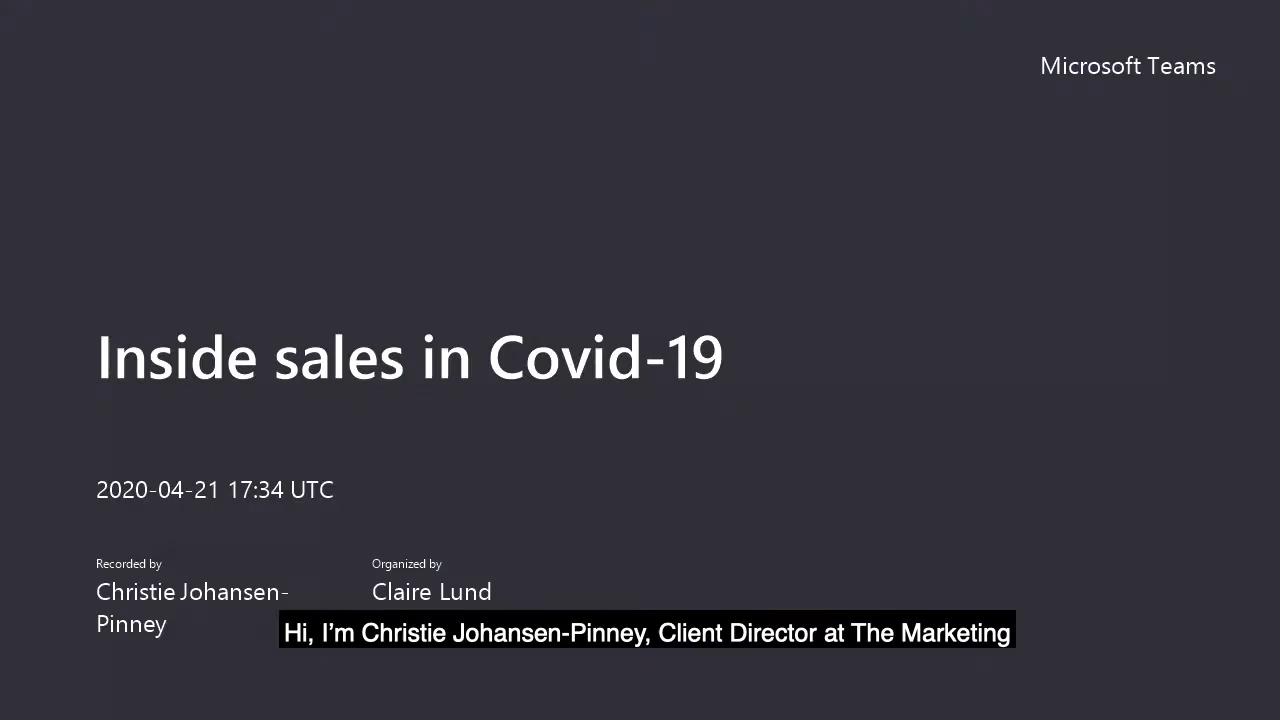 Microsoft Teams
Inside sales in Covid-19
2020-04-21 17:34 UTC
Recorded by
Christie Johansen-
Pinney
Organized by
Claire Lund
Hi, I’m Christie Johansen-Pinney, Client Director at The Marketing